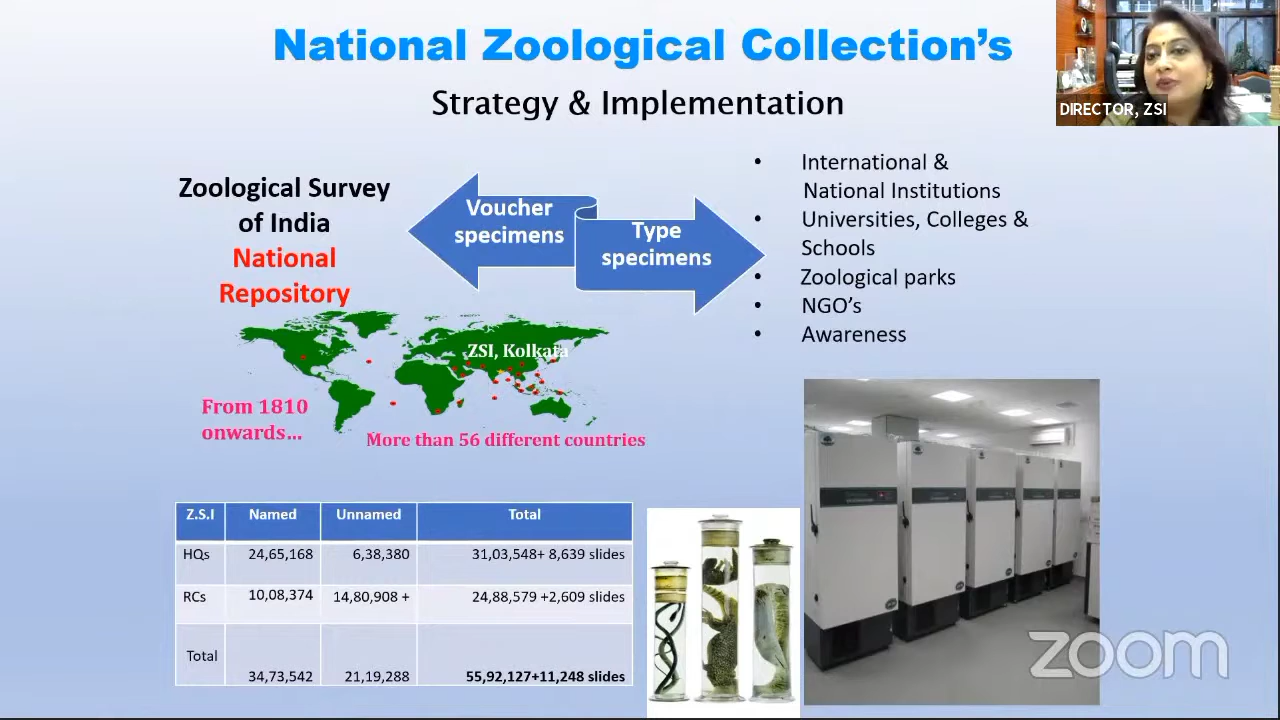 National Zoological Collection's
Strategy & Implementation
DIRECTOR, ZSI
Zoological Survey
of India
National
Repository
Voucher
specimens
Type
specimens
• International &
National Institutions
• Universities, Colleges &
Schools
• Zoological parks
• NGO's
• Awareness
ZSI, Kolkata
From 1810
onwards...
More than 56 different countries
Z.S.I Named Unnamed Total
HQs 24,65,168 6,38,380 31,03,548+ 8,639 slides
RCs 10,08,374 14,80,908 + 24,88,579 +2,609 slides
Total 34,73,542 21,19,288 55,92,127+11,248 slides
zoom